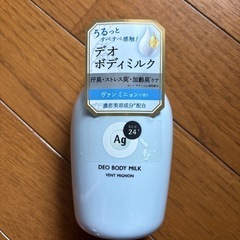 うるっと
すべすべ感触!
デオ
ボディミルク
汗臭・ストレス臭・加齢臭*ケア
ヴァンミニョンの香り
濃密美容成分*配合
DEO
24
Ag
DEO BODY MILK
VENT MIGNON